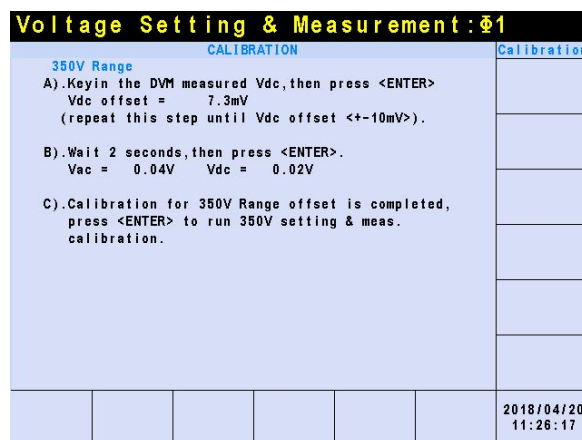 Voltage Setting & Measurement:Φ1
CALIBRATION
Calibration
350V Range
A).Keyin the DVM measured Vdc,then press <ENTER>
Vdc offset = 7.3mV
(repeat this step until Vdc offset <+-10mV>).
B).Wait 2 seconds,then press <ENTER>.
Vac = 0.04V Vdc = 0.02V
C).Calibration for 350V Range offset is completed,
press <ENTER> to run 350V setting & meas.
calibration.
2018/04/20
11:26:17